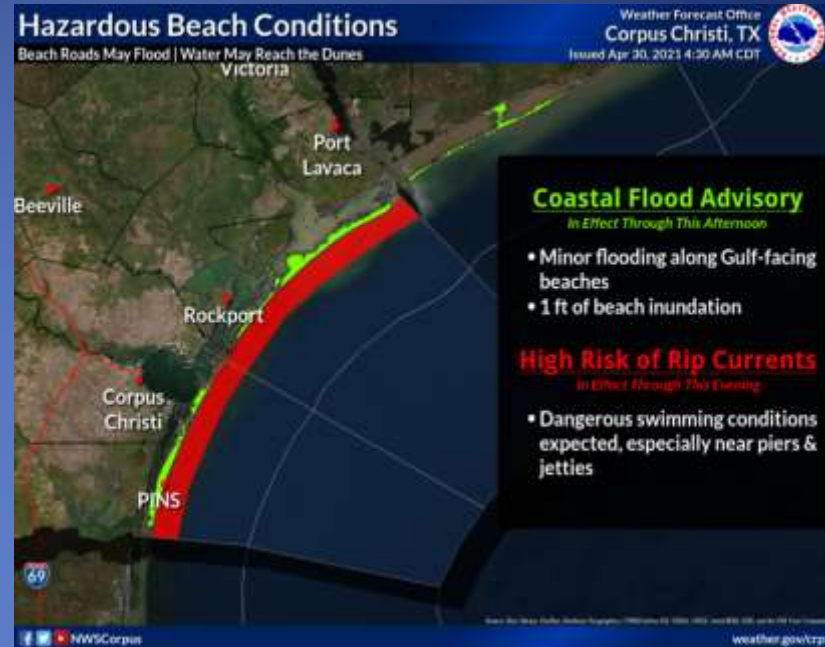 Hazardous Beach Conditions
Beach Roads May Flood | Water May Reach the Dunes
Weather Forecast Office
Corpus Christi, TX
Issued Apr 30, 2021 4:30 AM CDT
Victoria
Port
Lavaca
Beeville
Rockport
Corpus
Christi
PINS
69
Coastal Flood Advisory
In Effect Through This Afternoon
• Minor flooding along Gulf-facing
beaches
• 1 ft of beach inundation
High Risk of Rip Currents
In Effect Through This Evening
• Dangerous swimming conditions
expected, especially near piers &
jetties
NWSCorpus
weather.gov/crp